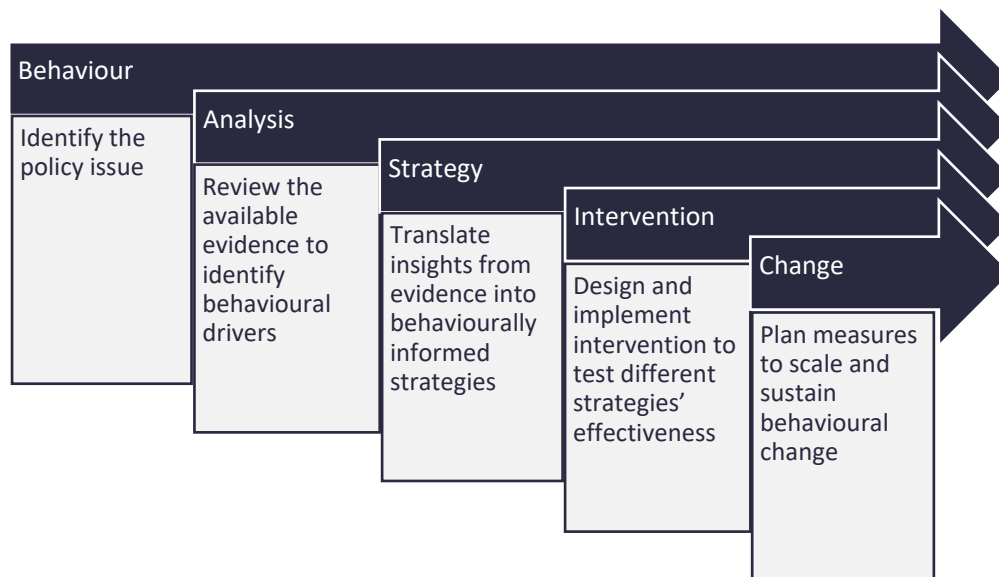 Behaviour
Identify the
policy issue
Analysis
Review the
available
evidence to
identify
behavioural
drivers
Strategy
Translate
insights from
evidence into
behaviourally
informed
strategies
Intervention
Design and
implement
intervention to
test different
strategies’
effectiveness
Change
Plan measures
to scale and
sustain
behavioural
change